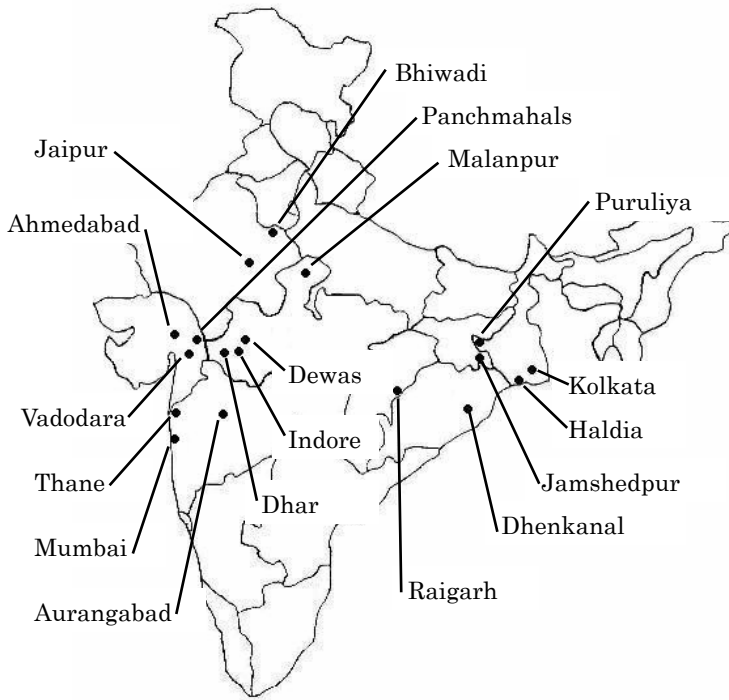 Bhiwadi
Panchmahals
Jaipur
Malanpur
Puruliya
Ahmedabad
Dewas
Kolkata
Vadodara
Haldia
Indore
Thane
Jamshedpur
Dhar
Dhenkanal
Mumbai
Raigarh
Aurangabad